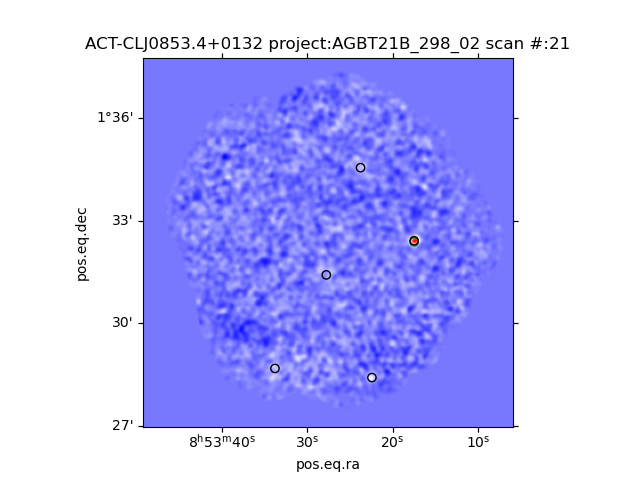 ACT-CLJ0853.4+0132 project:AGBT21B_298_02 scan #:21
1°36'
33'
30'
27'
pos.eq.dec
8h53m40s 30s 20s 10s
pos.eq.ra